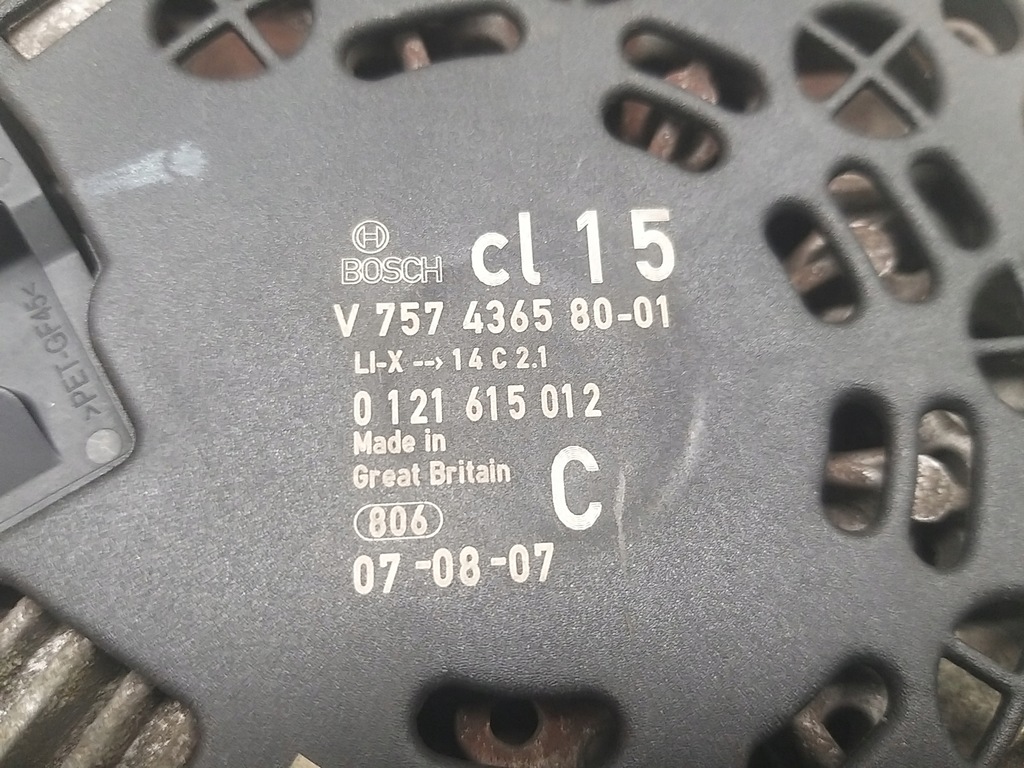 BOSCH cl 15
V 757 4365 80-01
LI-X --> 14 C 2.1
0 121 615 012
Made in
Great Britain
C
806
07-08-07
>PET-GF45<